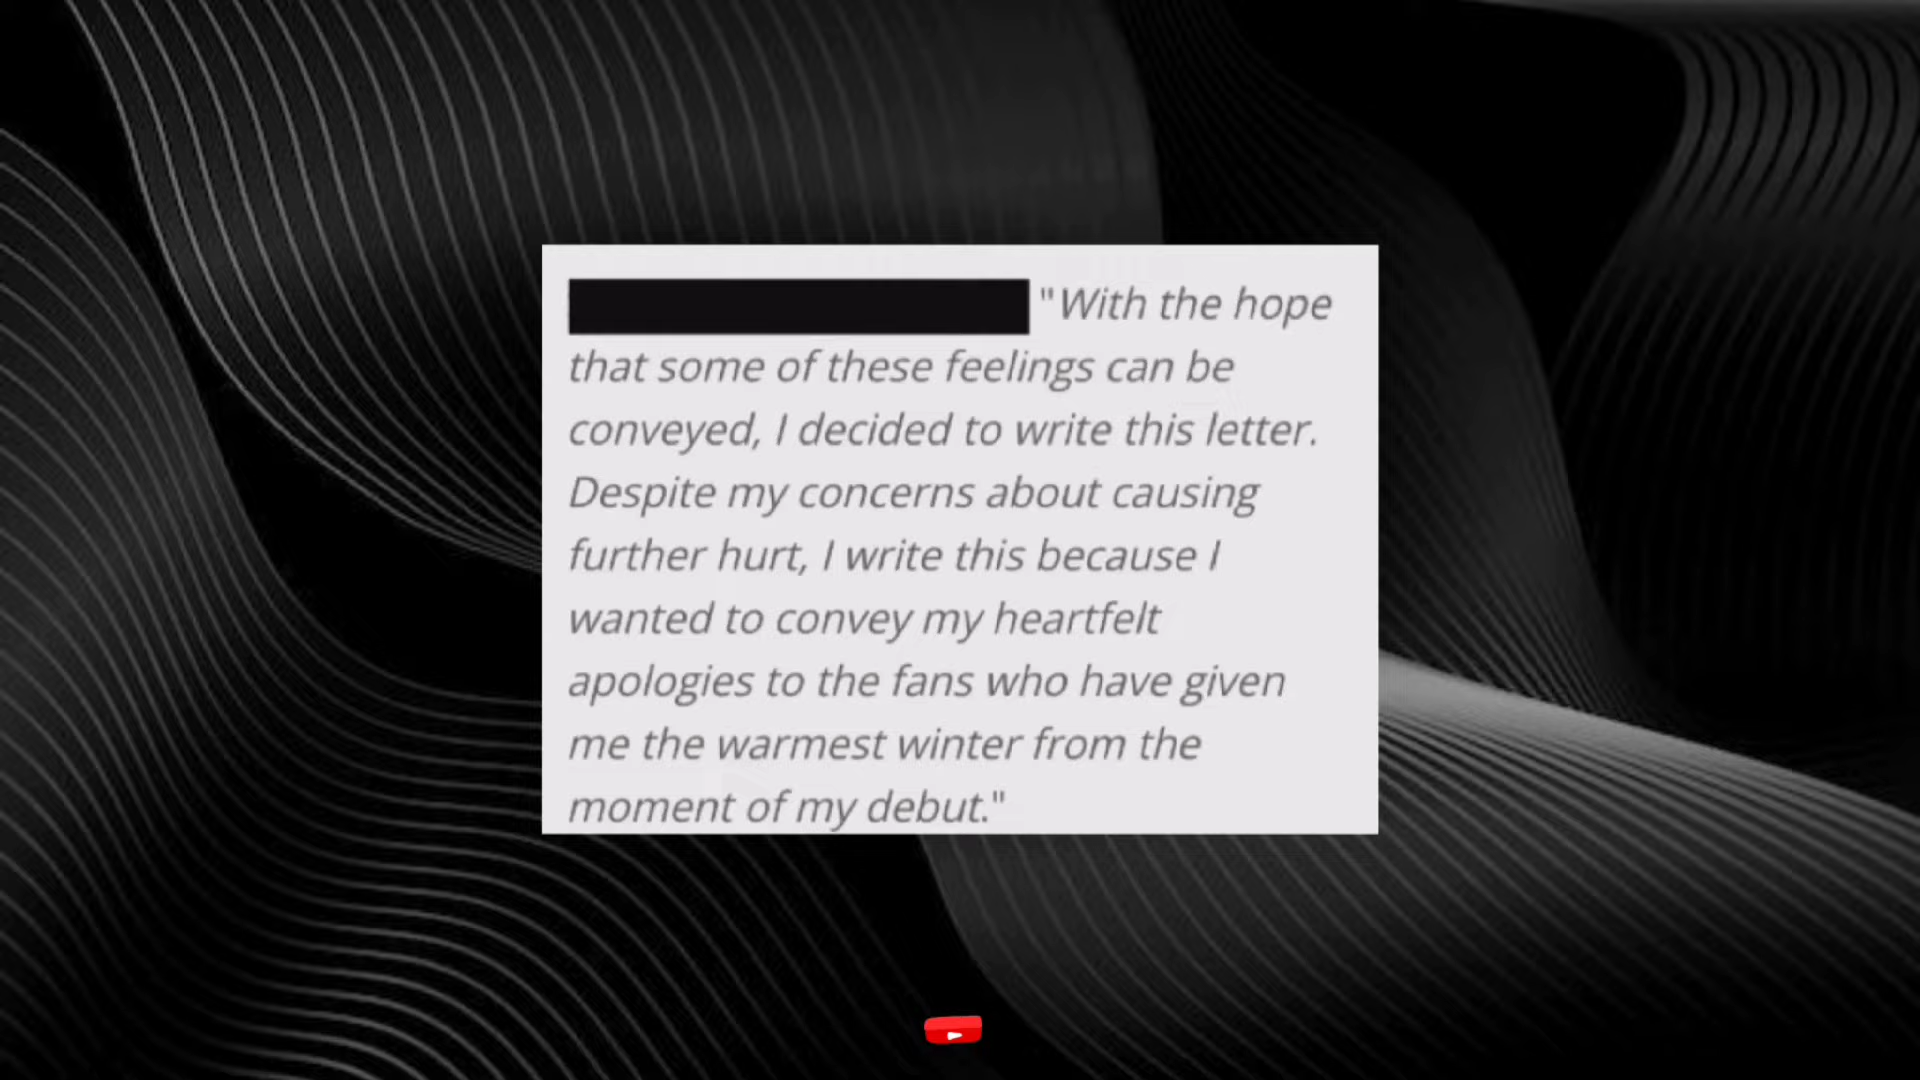 "With the hope
that some of these feelings can be
conveyed, I decided to write this letter.
Despite my concerns about causing
further hurt, I write this because I
wanted to convey my heartfelt
apologies to the fans who have given
me the warmest winter from the
moment of my debut."